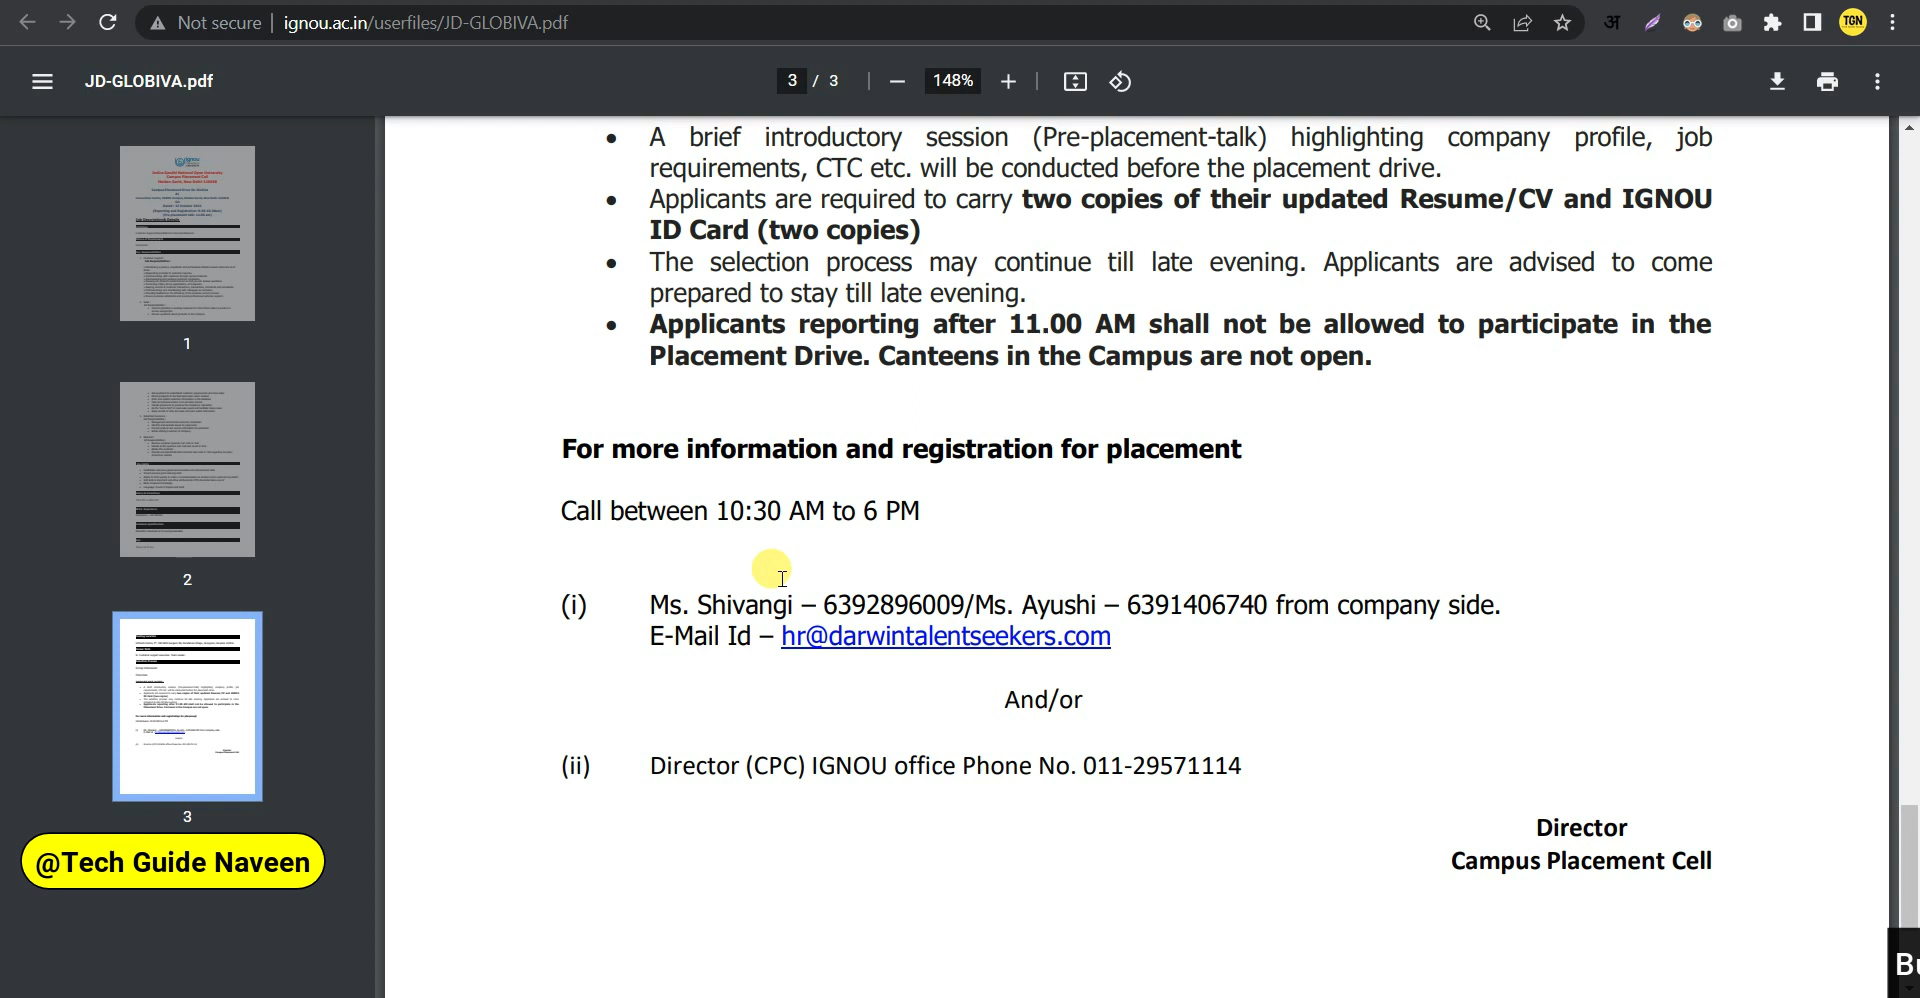 Not secure
ignou.ac.in/userfiles/JD-GLOBIVA.pdf
अ
TGN
JD-GLOBIVA.pdf
3 / 3
148%
• A brief introductory session (Pre-placement-talk) highlighting company profile, job
requirements, CTC etc. will be conducted before the placement drive.
• Applicants are required to carry two copies of their updated Resume/CV and IGNOU
ID Card (two copies)
• The selection process may continue till late evening. Applicants are advised to come
prepared to stay till late evening.
• Applicants reporting after 11.00 AM shall not be allowed to participate in the
Placement Drive. Canteens in the Campus are not open.
For more information and registration for placement
Call between 10:30 AM to 6 PM
(i) Ms. Shivangi – 6392896009/Ms. Ayushi – 6391406740 from company side.
E-Mail Id – hr@darwintalentseekers.com
And/or
(ii) Director (CPC) IGNOU office Phone No. 011-29571114
Director
Campus Placement Cell
1
2
3
@Tech Guide Naveen